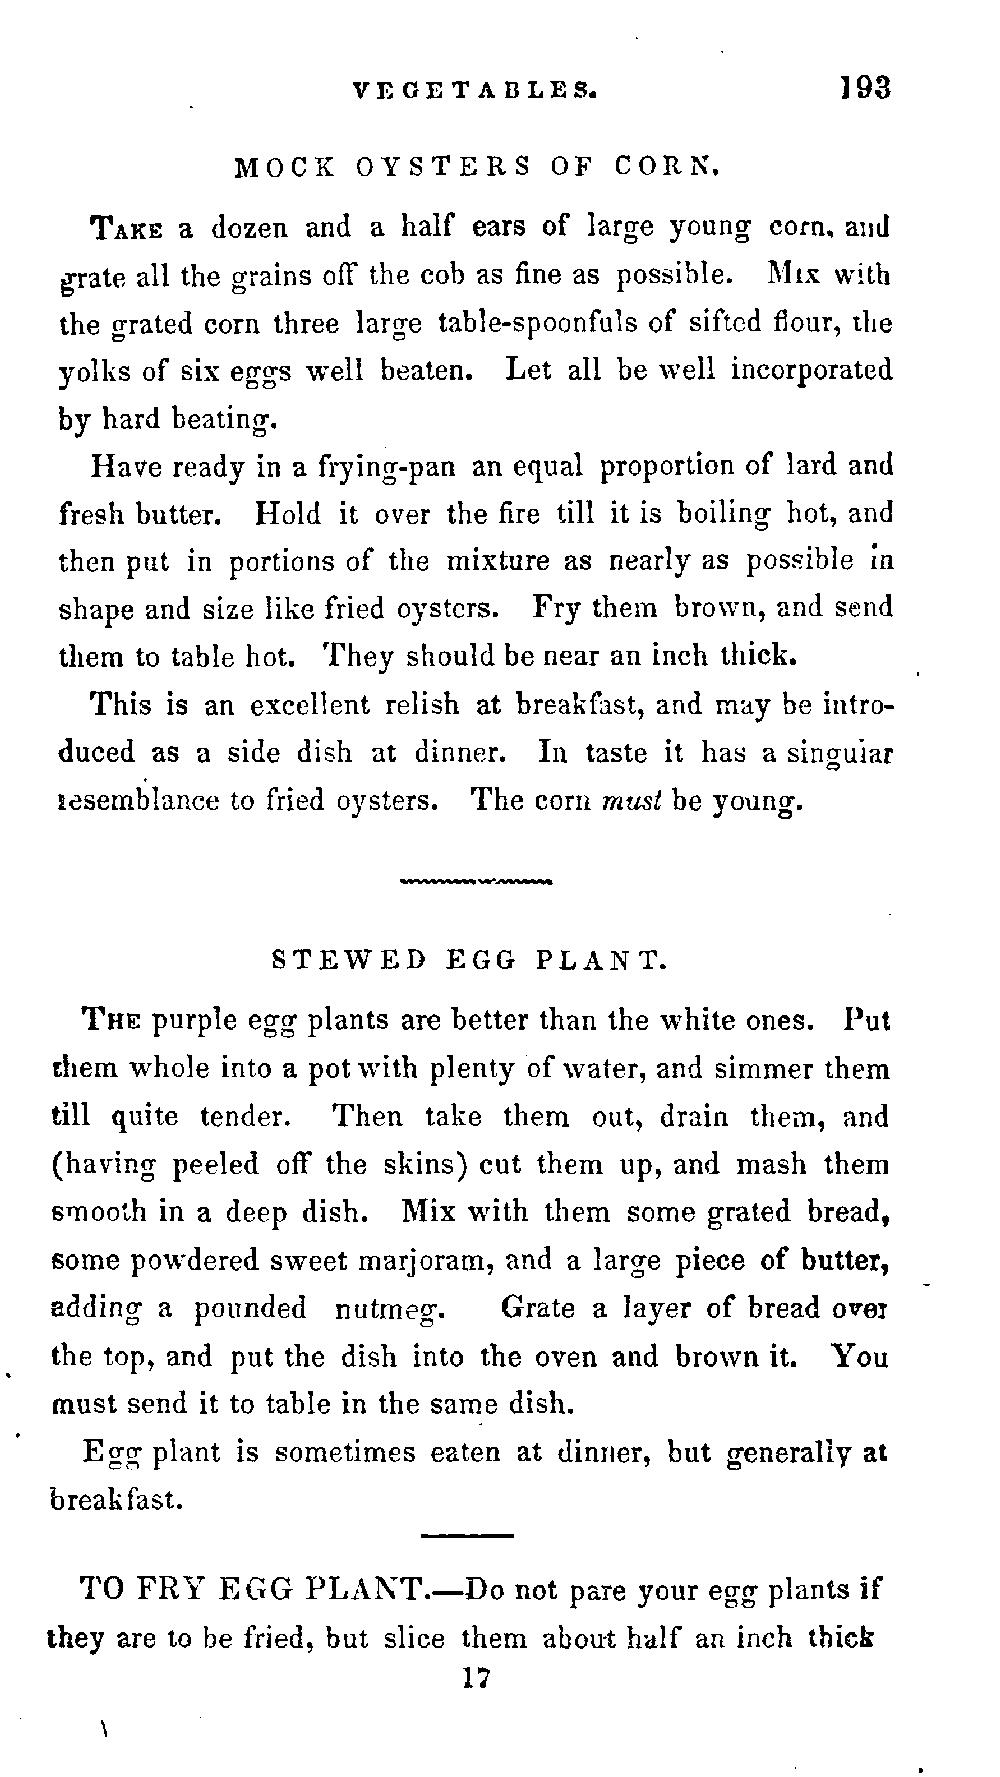 VEGETABLES. 193
MOCK OYSTERS OF CORN.
TAKE a dozen and a half ears of large young corn, and
grate all the grains off the cob as fine as possible. Mix with
the grated corn three large table-spoonfuls of sifted flour, the
yolks of six eggs well beaten. Let all be well incorporated
by hard beating.
Have ready in a frying-pan an equal proportion of lard and
fresh butter. Hold it over the fire till it is boiling hot, and
then put in portions of the mixture as nearly as possible in
shape and size like fried oysters. Fry them brown, and send
them to table hot. They should be near an inch thick.
This is an excellent relish at breakfast, and may be intro-
duced as a side dish at dinner. In taste it has a singular
resemblance to fried oysters. The corn must be young.
STEWED EGG PLANT.
THE purple egg plants are better than the white ones. Put
them whole into a pot with plenty of water, and simmer them
till quite tender. Then take them out, drain them, and
(having peeled off the skins) cut them up, and mash them
smooth in a deep dish. Mix with them some grated bread,
some powdered sweet marjoram, and a large piece of butter,
adding a pounded nutmeg. Grate a layer of bread over
the top, and put the dish into the oven and brown it. You
must send it to table in the same dish.
Egg plant is sometimes eaten at dinner, but generally at
breakfast.
TO FRY EGG PLANT.—Do not pare your egg plants if
they are to be fried, but slice them about half an inch thick
17